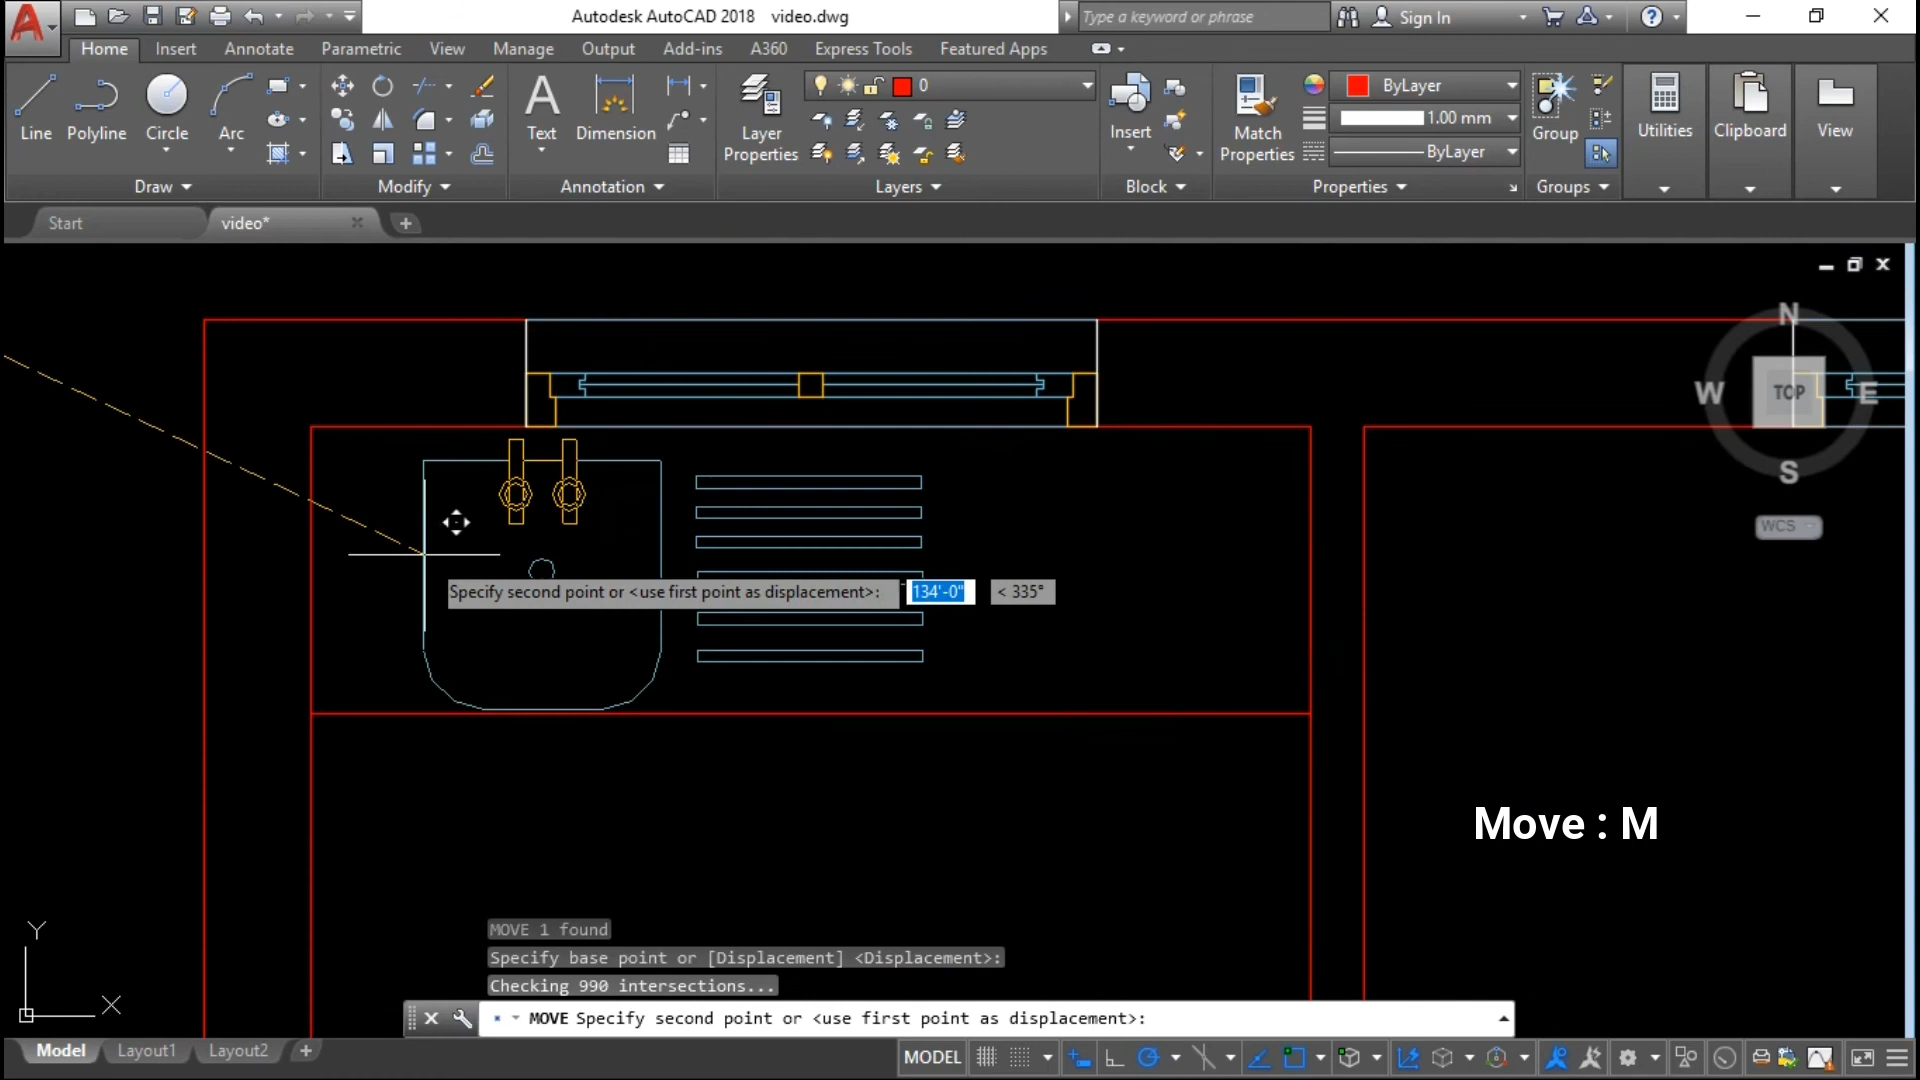 Autodesk AutoCAD 2018 video.dwg
Type a keyword or phrase
Sign In
Home Insert Annotate Parametric View Manage Output Add-ins A360 Express Tools Featured Apps
Line Polyline Circle Arc
Text Dimension
Layer Properties
0
Insert
Match Properties
ByLayer
1.00 mm
ByLayer
Group
Utilities Clipboard View
Draw Modify Annotation Layers Block Properties Groups
Start video*
N
W TOP E
S
WCS
Specify second point or <use first point as displacement>: 134'-0" < 335°
Move : M
Y
X
MOVE 1 found
Specify base point or [Displacement] <Displacement>:
Checking 990 intersections...
MOVE Specify second point or <use first point as displacement>:
Model Layout1 Layout2
MODEL